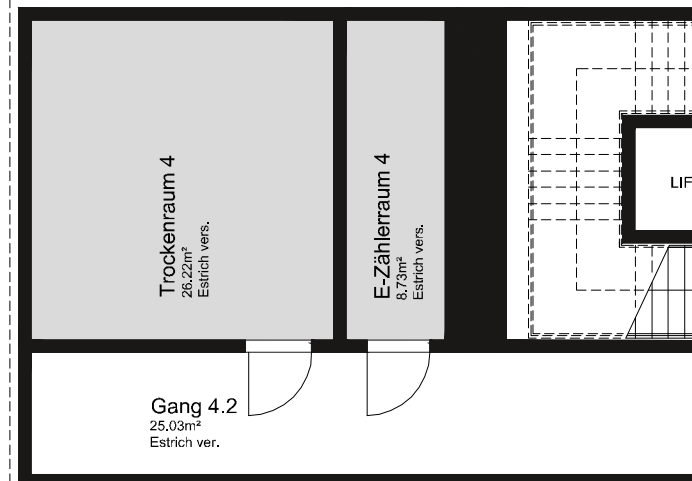 Trockenraum 4
26.22m²
Estrich vers.
E-Zählerraum 4
8.73m²
Estrich vers.
LIF
Gang 4.2
25.03m²
Estrich ver.